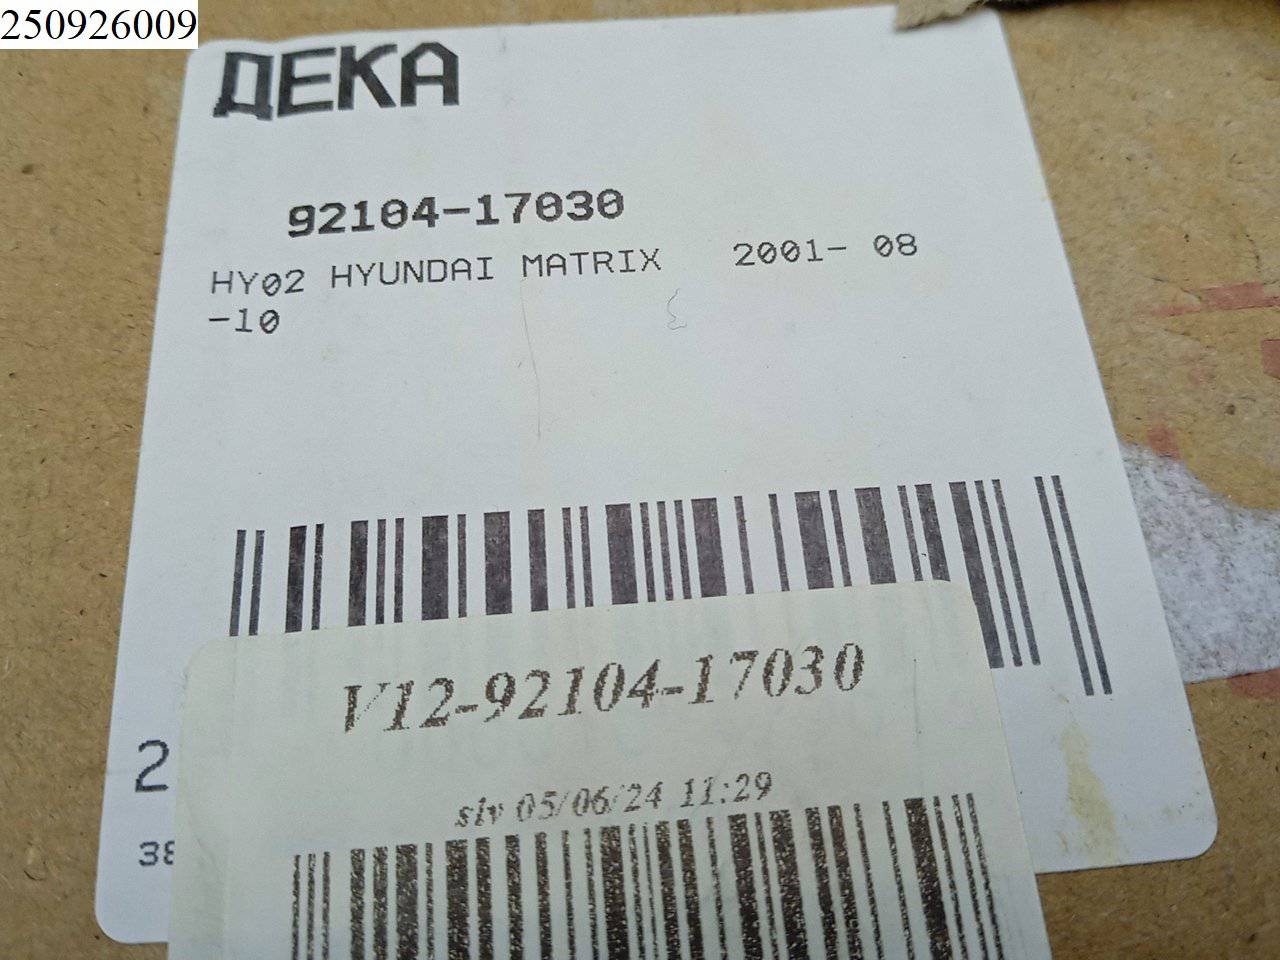 250926009
ДЕКА
92104-17030
HY02 HYUNDAI MATRIX 2001- 08
-10
V12-92104-17030
2
slv 05/06/24 11:29
38